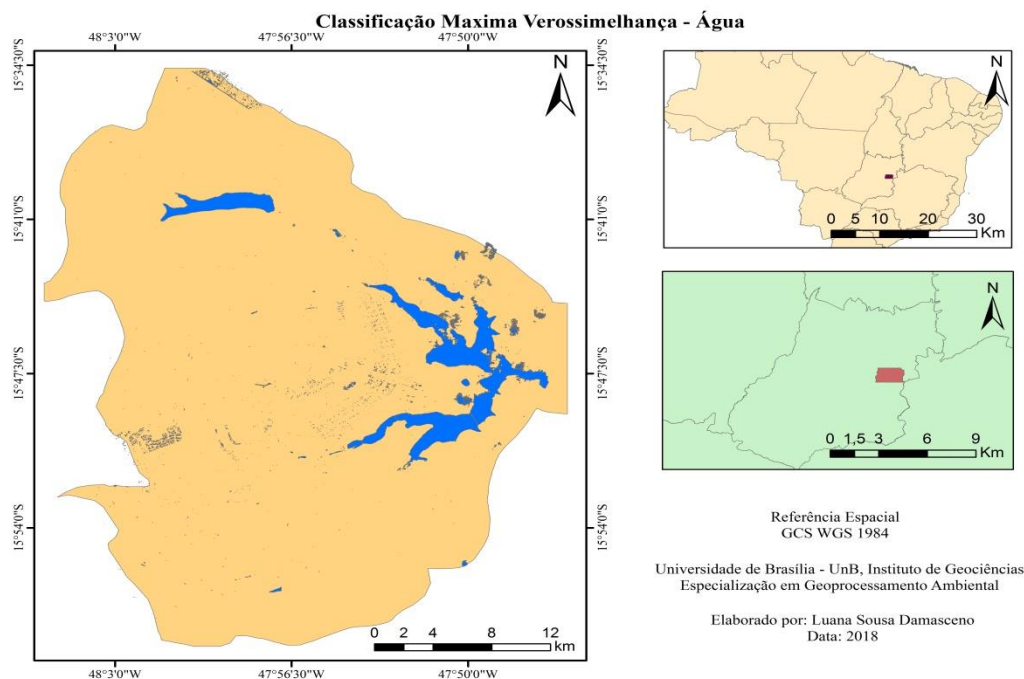 Classificação Maxima Verossimelhança - Água
48°3'30"W 47°56'30"W 47°50'0"W
15°34'30"S
15°34'30"S
15°41'0"S
15°41'0"S
15°47'30"S
15°47'30"S
15°54'0"S
15°54'0"S
N
0 2 4 8 12
km
48°3'30"W 47°56'30"W 47°50'0"W
N
0 5 10 20 30
Km
N
0 1,5 3 6 9
Km
Referência Espacial
GCS WGS 1984
Universidade de Brasília - UnB, Instituto de Geociências
Especialização em Geoprocessamento Ambiental
Elaborado por: Luana Sousa Damasceno
Data: 2018